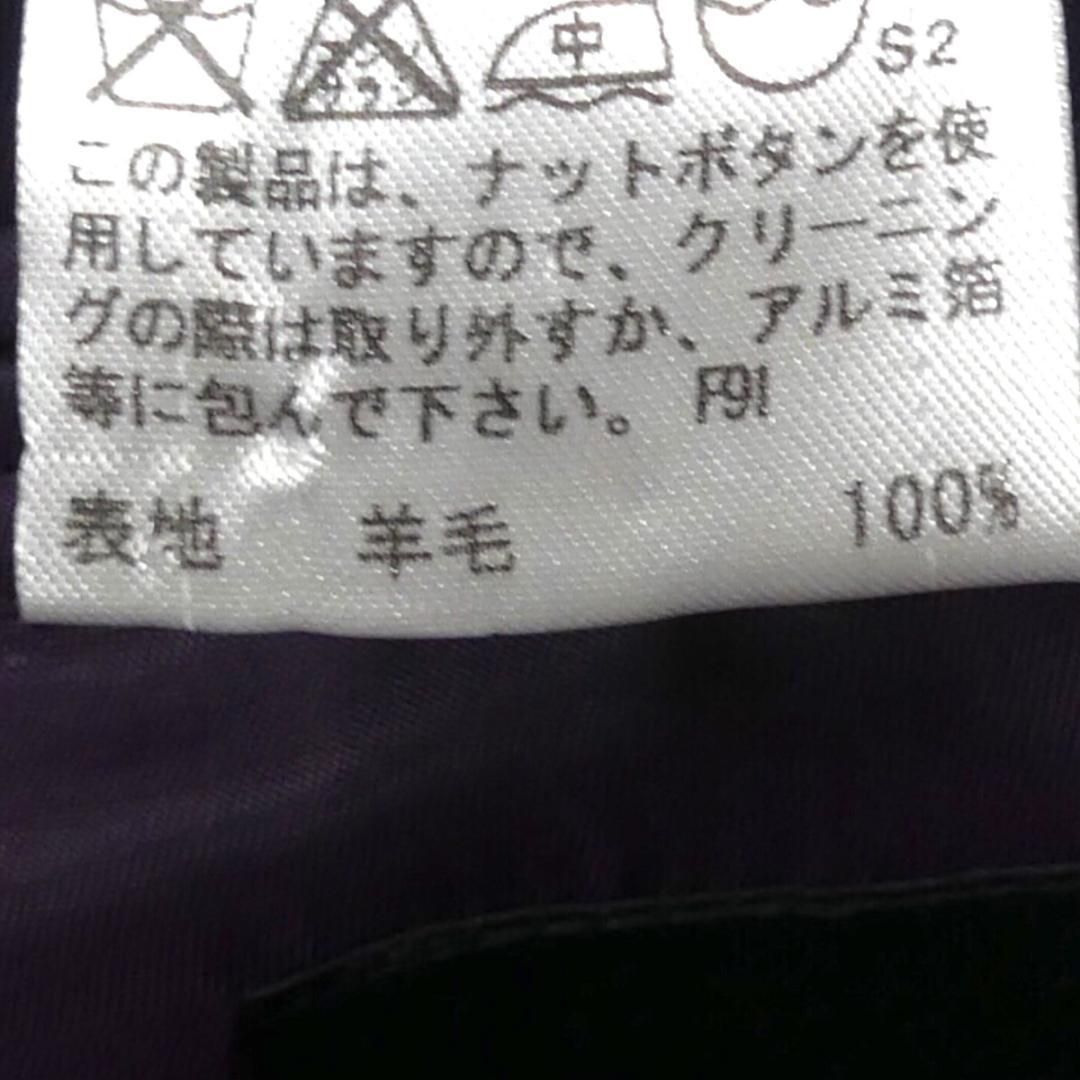 中 S2
この製品は、ナットボタンを使
用していますので、クリーニン
グの際は取り外すか、アルミ箔
等に包んで下さい。 F91
表地 羊毛 100%